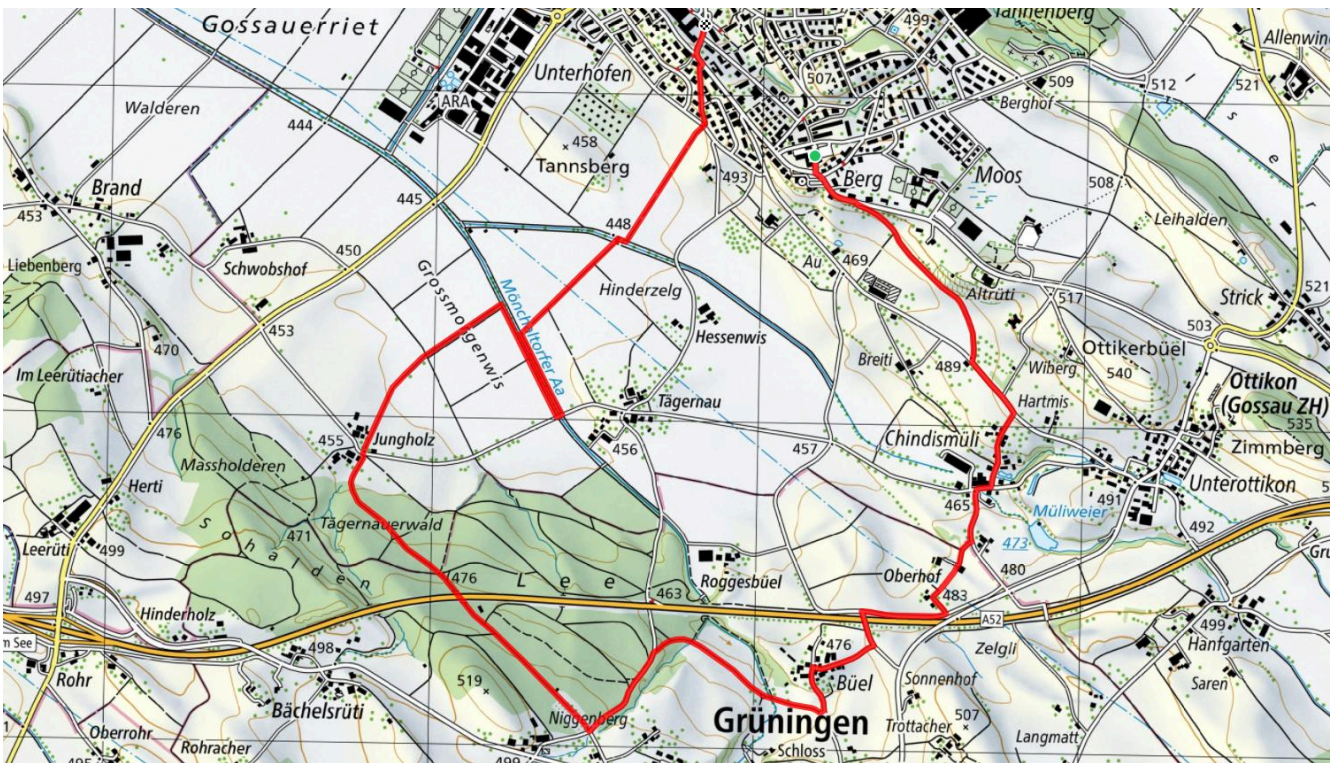 Gossauerriet
Tannenberg
499
Allenwind
Unterhofen
507
509
512
521
Walderen
ARA
Berghof
444
458
Tannsberg
493
Berg
Moos
508
Brand
453
445
448
Leihalden
450
Au
469
Liebenberg
Schwobshof
Grossmorgenwis
Mönchaltorfer Aa
Hinderzelg
Altrüti
517
Strick
521
453
Hessenwis
503
470
Breiti
489
Wiberg
Ottikerbüel
540
Im Leerütiacher
Tägernau
Hartmis
Ottikon
(Gossau ZH)
535
476
455
Jungholz
456
457
Chindismüli
Zimmberg
Massholderen
Herti
465
Müliweier
491
Unterottikon
Tägernauerwald
471
Sohalden
473
492
Leerüti
499
476
Lee
Roggesbüel
Oberhof
480
497
Hinderholz
463
483
A52
499
Hanfgarten
498
476
Zelgli
Rohr
519
Büel
Sonnenhof
Saren
Bächelsrüti
Niggenberg
Grüningen
Trottacher
507
Langmatt
Oberrohr
Rohracher
499
Schloss